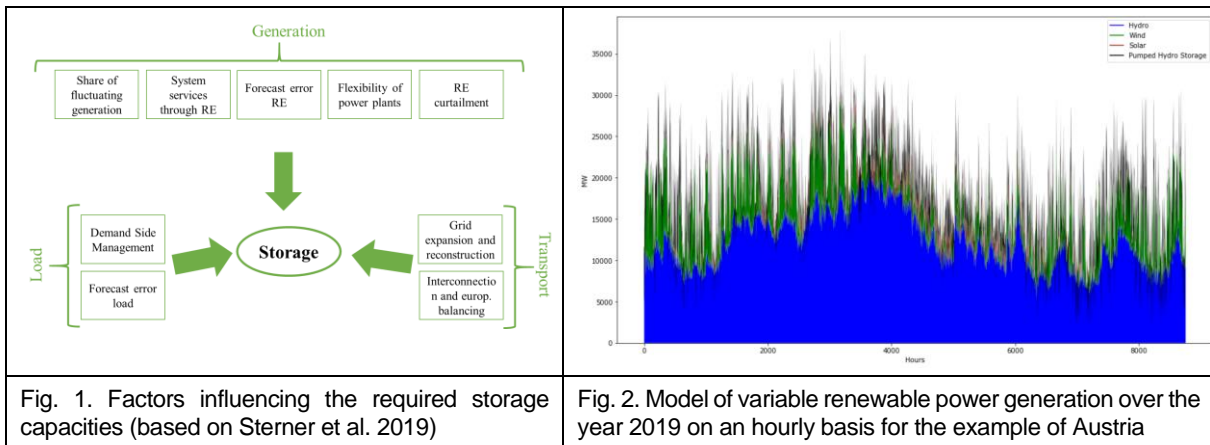 Generation
Share of
fluctuating
generation
System
services
through RE
Forecast error
RE
Flexibility of
power plants
RE
curtailment
Load
Demand Side
Management
Forecast error
load
Storage
Grid
expansion and
reconstruction
Interconnectio
n and europ.
balancing
Transport
Fig. 1. Factors influencing the required storage
capacities (based on Sterner et al. 2019)
Hydro
Wind
Solar
Pumped Hydro Storage
MW
35000
30000
25000
20000
15000
10000
5000
0
0 2000 4000 6000 8000
Hours
Fig. 2. Model of variable renewable power generation over the
year 2019 on an hourly basis for the example of Austria